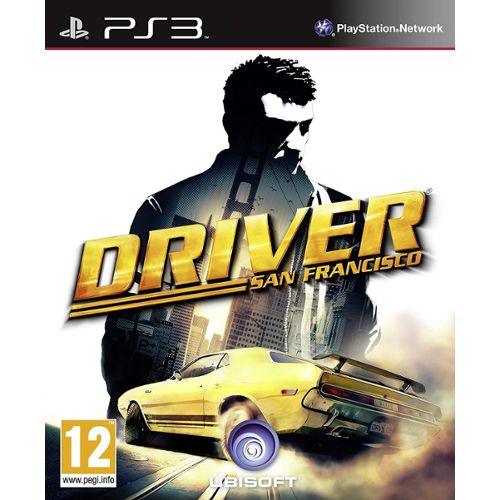 PS3
PlayStation®Network
DRIVER®
SAN FRANCISCO
12
www.pegi.info
UBISOFT